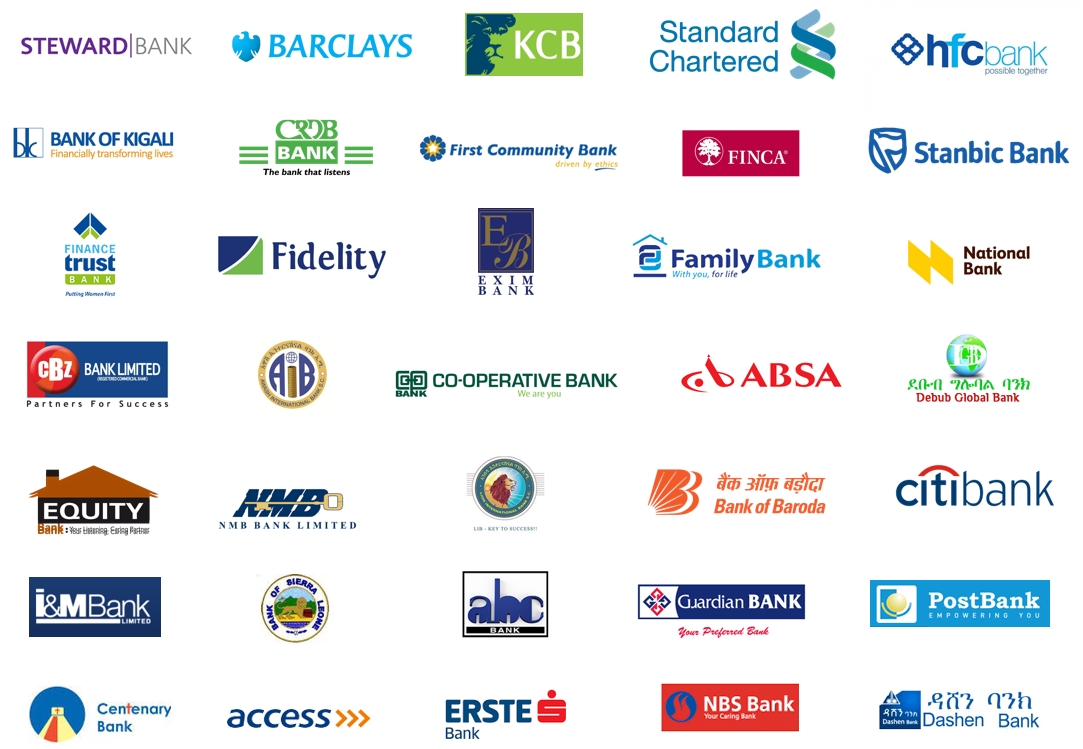 STEWARD|BANK
BARCLAYS
KCB
Standard
Chartered
hfcbank
possible together
bk
BANK OF KIGALI
Financially transforming lives
CRDB
BANK
The bank that listens
First Community Bank
driven by ethics
FINCA®
Stanbic Bank
FINANCE
trust
BANK
Putting Women First
Fidelity
EB
EXIM
BANK
Family Bank
With you, for life
National
Bank
CBZ
BANK LIMITED
(REGISTERED COMMERCIAL BANK)
Partners For Success
AIB
BANK
CO-OPERATIVE BANK
We are you
ABSA
ደቡብ ግሎባል ባንክ
Debub Global Bank
EQUITY
Bank: Your Listening, Caring Partner
NMB
NMB BANK LIMITED
LIB - KEY TO SUCCESS!!
बैंक ऑफ़ बड़ौदा
Bank of Baroda
citibank
I&M Bank
LIMITED
BANK OF SIERRA LEONE
abc
BANK
Guardian BANK
Your Preferred Bank
PostBank
EMPOWERING YOU
Centenary
Bank
access
ERSTE
Bank
NBS Bank
Your Caring Bank
ዳሸን ባንክ
Dashen Bank
ዳሸን ባንክ
Dashen Bank